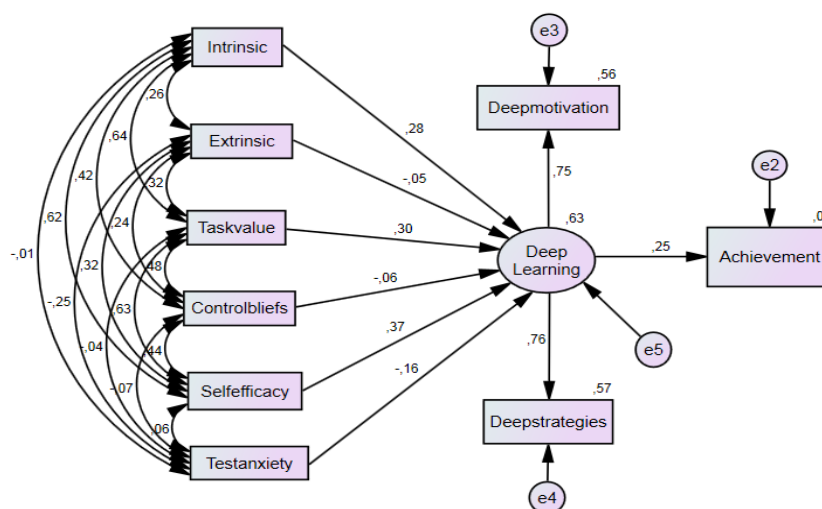 e3
,56
Intrinsic
Deepmotivation
,26
,28
,64
Extrinsic
,75
e2
-,05
,42
,32
,24
,63
,62
Taskvalue
,30
Deep
Learning
,25
Achievement
-,01
,32
,48
-,06
-,25
,63
Controlbliefs
,37
,76
e5
-,04
,44
-,16
-,07
Selfefficacy
,57
Deepstrategies
,06
Testanxiety
e4